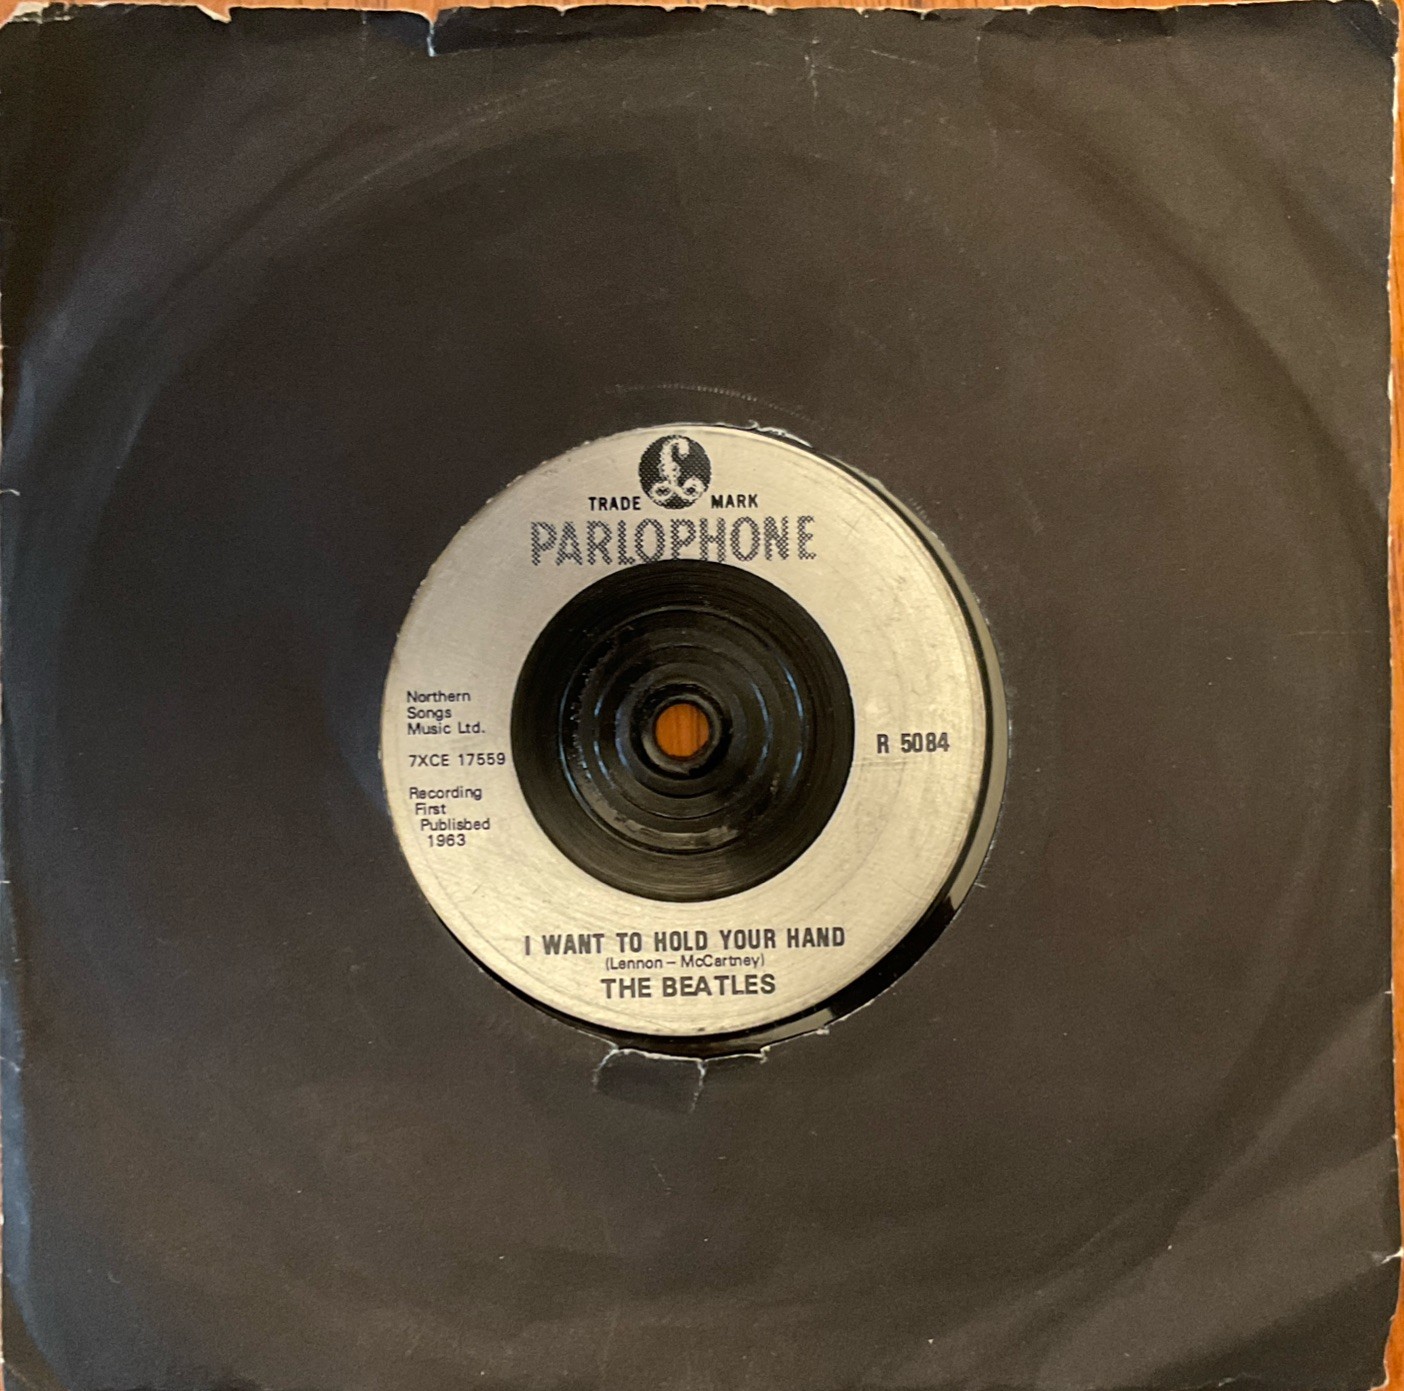 £
TRADE MARK
PARLOPHONE
Northern
Songs
Music Ltd.
7XCE 17559
Recording
First
Published
1963
R 5084
I WANT TO HOLD YOUR HAND
(Lennon – McCartney)
THE BEATLES